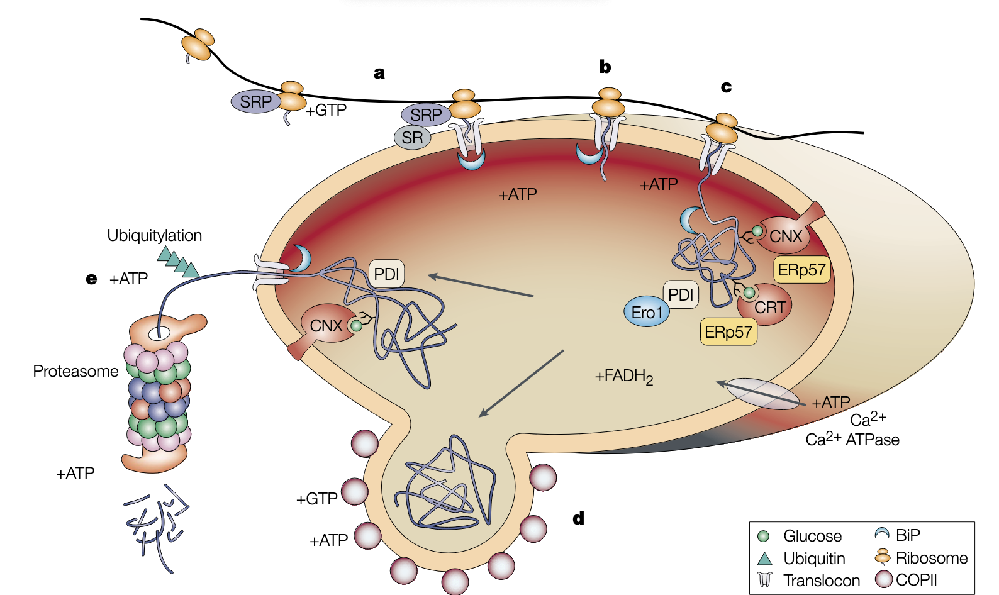 a
b
c
SRP
+GTP
SRP
SR
+ATP
+ATP
Ubiquitylation
e +ATP
PDI
CNX
CNX
ERp57
PDI
Ero1
CRT
ERp57
Proteasome
+FADH2
+ATP
Ca2+
Ca2+ ATPase
+ATP
+GTP
+ATP
d
Glucose
BiP
Ubiquitin
Ribosome
Translocon
COPII